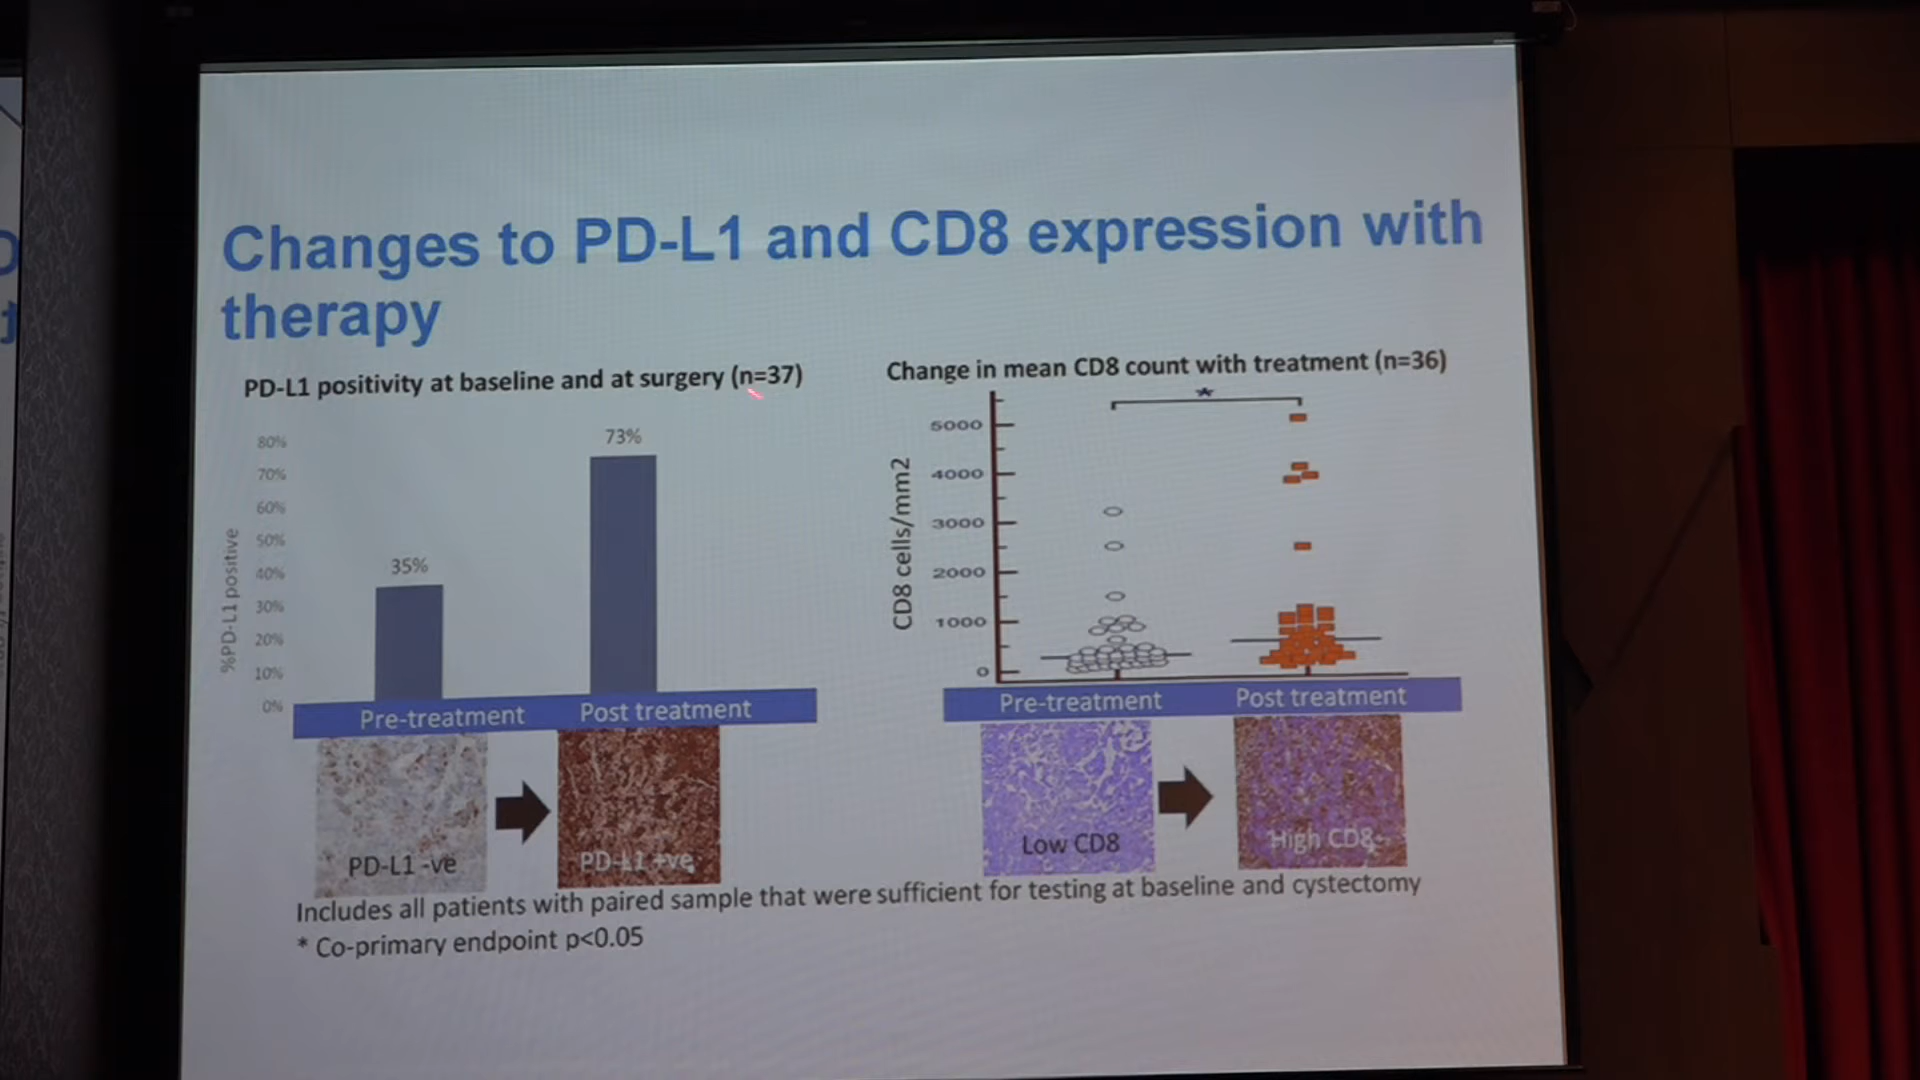 Changes to PD-L1 and CD8 expression with
therapy
PD-L1 positivity at baseline and at surgery (n=37)
%PD-L1 positive
80%
70%
60%
50%
40%
30%
20%
10%
0%
35%
73%
Pre-treatment Post treatment
PD-L1 -ve
PD-L1 +ve
Change in mean CD8 count with treatment (n=36)
*
CD8 cells/mm2
5000
4000
3000
2000
1000
0
Pre-treatment Post treatment
Low CD8
High CD8
Includes all patients with paired sample that were sufficient for testing at baseline and cystectomy
* Co-primary endpoint p<0.05